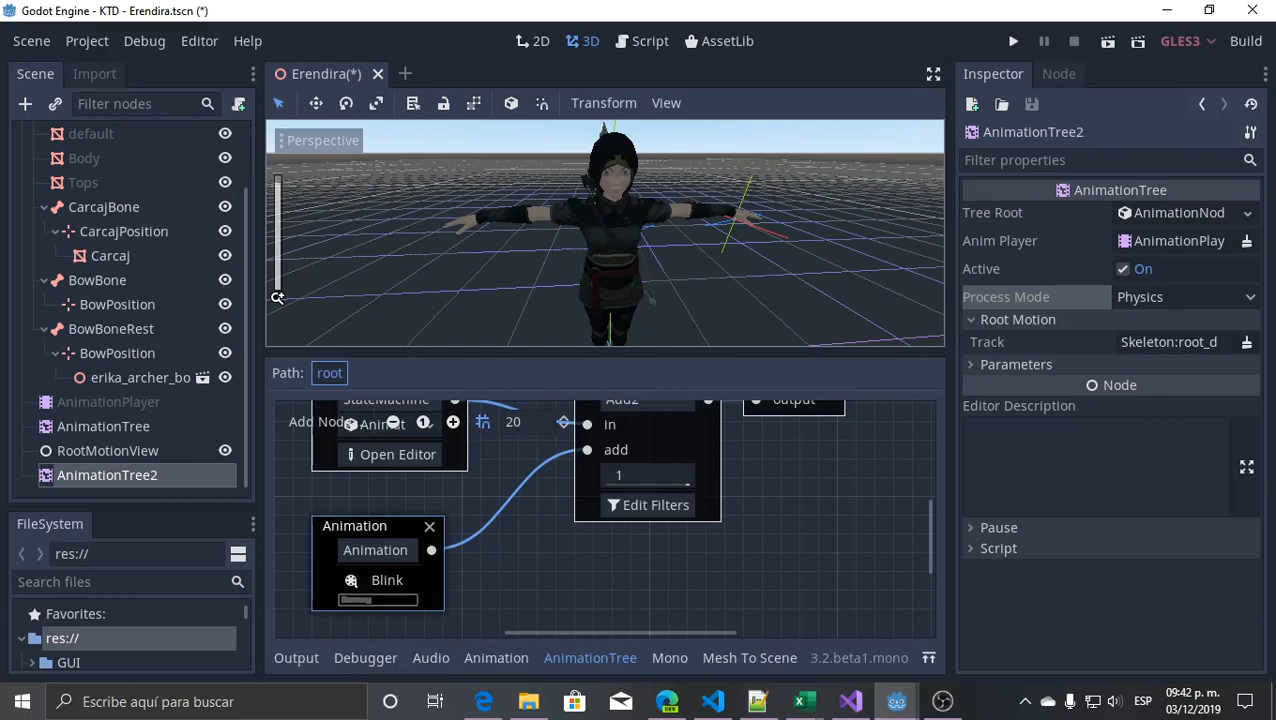 Godot Engine - KTD - Erendira.tscn (*)
Scene Project Debug Editor Help
2D 3D Script AssetLib
GLES3 Build
Scene Import
Erendira(*)
Inspector Node
Filter nodes
Transform View
default
Body
Tops
CarcajBone
CarcajPosition
Carcaj
BowBone
BowPosition
BowBoneRest
BowPosition
erika_archer_bo
AnimationPlayer
AnimationTree
RootMotionView
AnimationTree2
Perspective
AnimationTree2
Filter properties
AnimationTree
Tree Root AnimationNod
Anim Player AnimationPlay
Active On
Process Mode Physics
Root Motion
Track Skeleton:root_d
Parameters
Node
Editor Description
Pause
Script
Path: root
StateMachine
Add Node..
Animat
20
Open Editor
Add2
in
add
1
Edit Filters
output
Animation
Animation
Blink
FileSystem
res://
Search files
Favorites:
res://
GUI
Output Debugger Audio Animation AnimationTree Mono Mesh To Scene 3.2.beta1.mono
Escribe aquí para buscar
ESP
09:42 p. m.
03/12/2019